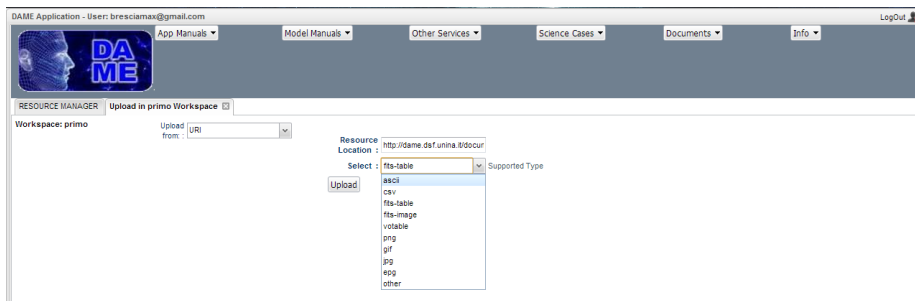 DAME Application - User: bresciamax@gmail.com LogOut
DA
ME
App Manuals Model Manuals Other Services Science Cases Documents Info
RESOURCE MANAGER Upload in primo Workspace
Workspace: primo
Upload from: : URI
Resource Location : http://dame.dsf.unina.it/docur
Select : fits-table Supported Type
Upload
ascii
csv
fits-table
fits-image
votable
png
gif
jpg
epg
other